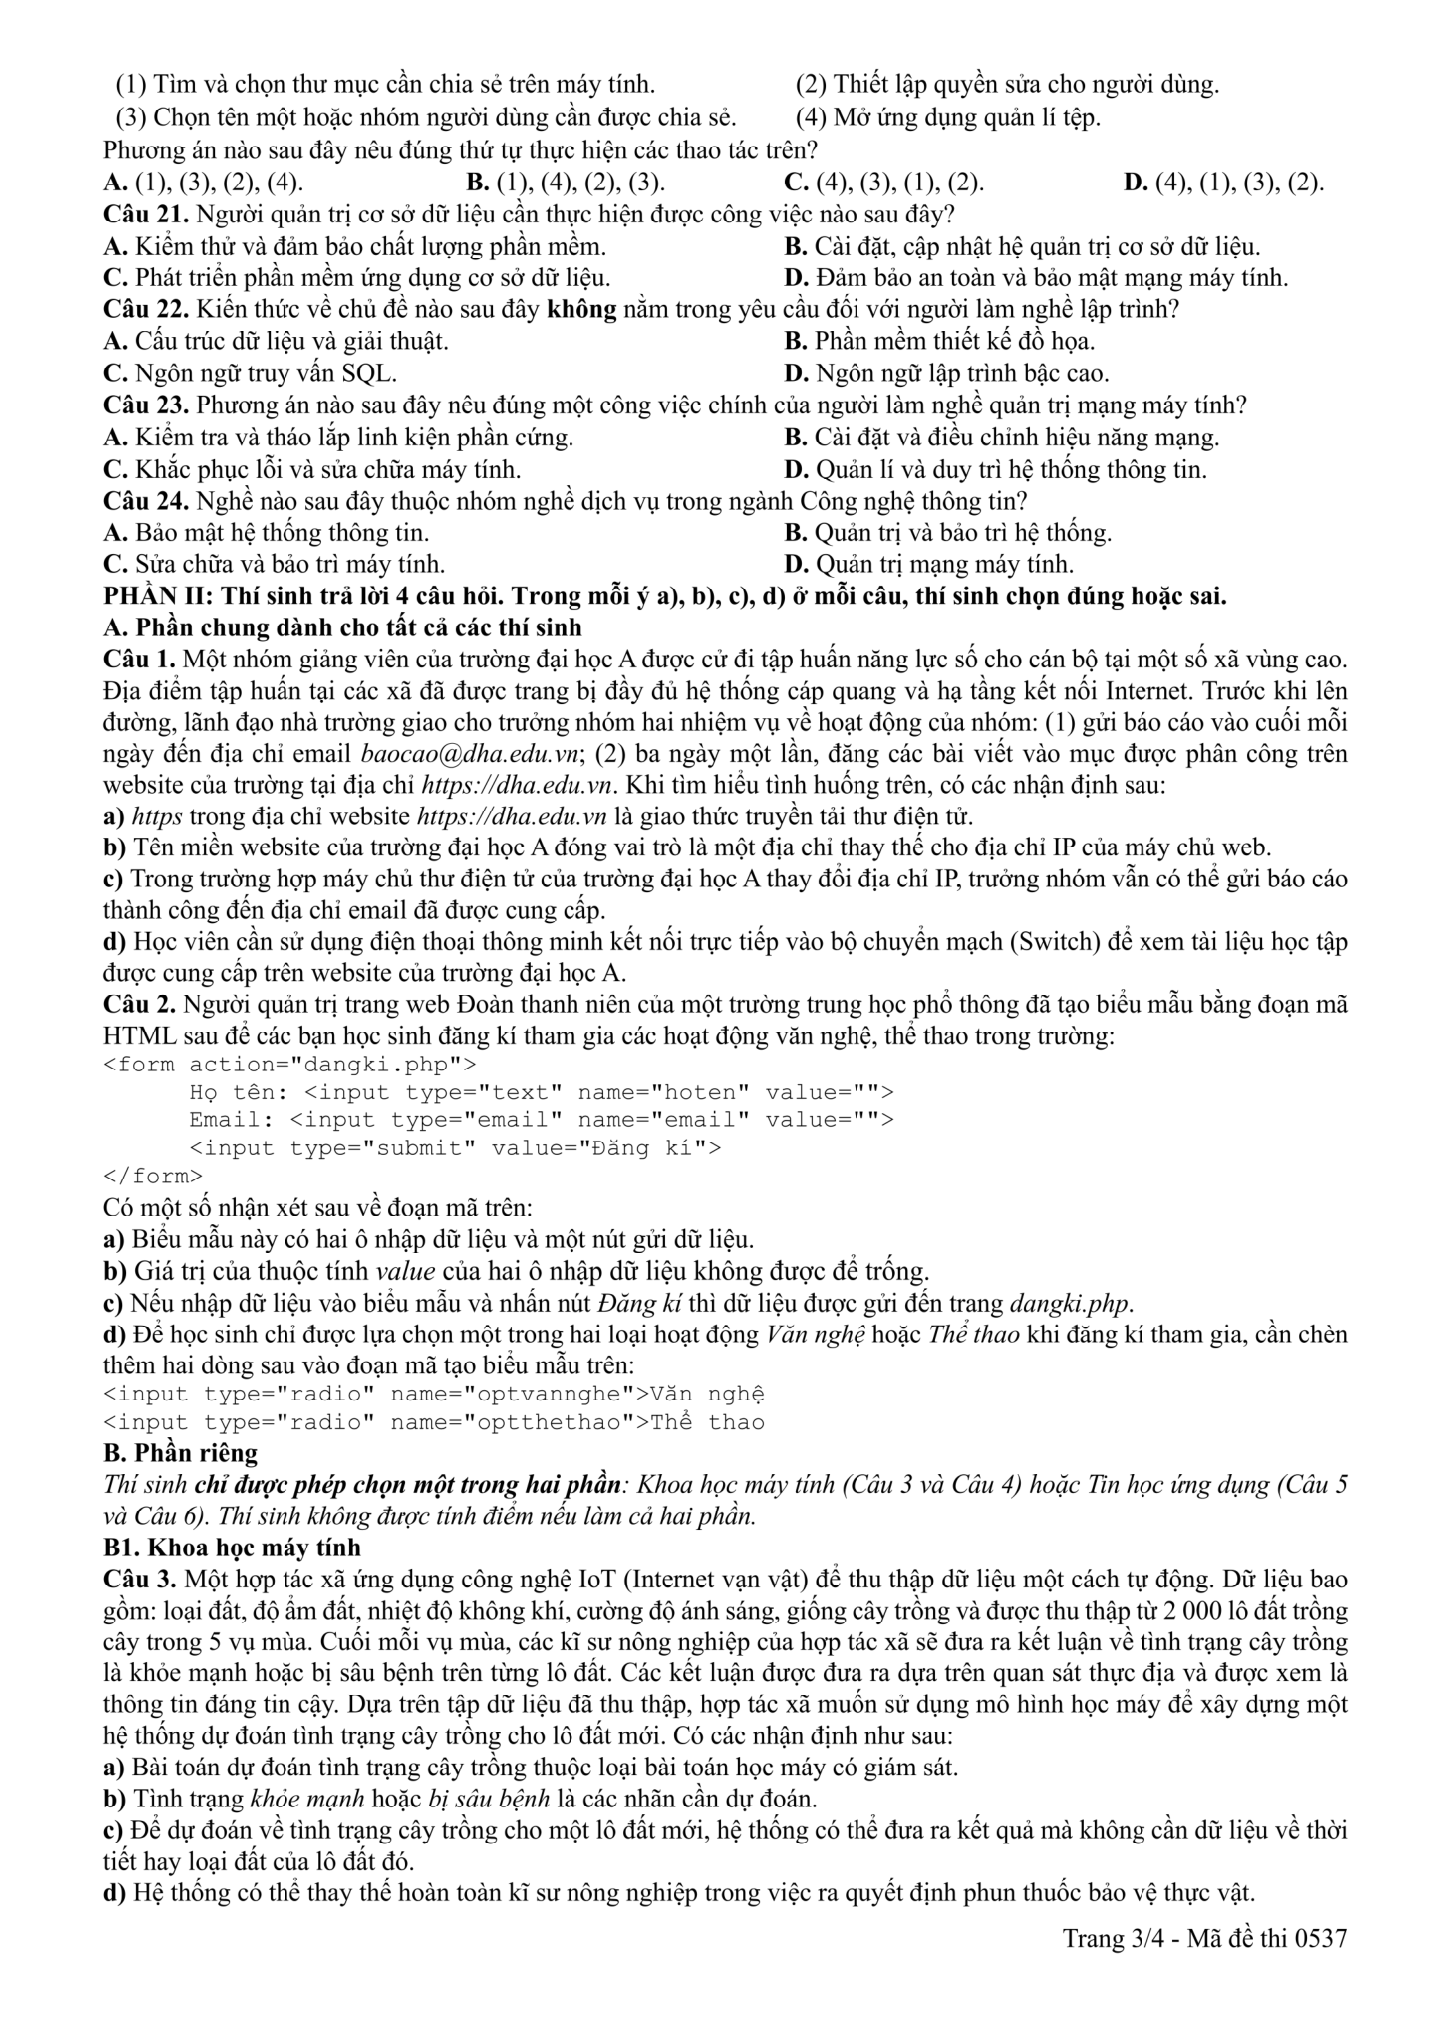 (1) Tìm và chọn thư mục cần chia sẻ trên máy tính. (2) Thiết lập quyền sửa cho người dùng.
(3) Chọn tên một hoặc nhóm người dùng cần được chia sẻ. (4) Mở ứng dụng quản lí tệp.
Phương án nào sau đây nêu đúng thứ tự thực hiện các thao tác trên?
A. (1), (3), (2), (4). B. (1), (4), (2), (3). C. (4), (3), (1), (2). D. (4), (1), (3), (2).
Câu 21. Người quản trị cơ sở dữ liệu cần thực hiện được công việc nào sau đây?
A. Kiểm thử và đảm bảo chất lượng phần mềm. B. Cài đặt, cập nhật hệ quản trị cơ sở dữ liệu.
C. Phát triển phần mềm ứng dụng cơ sở dữ liệu. D. Đảm bảo an toàn và bảo mật mạng máy tính.
Câu 22. Kiến thức về chủ đề nào sau đây không nằm trong yêu cầu đối với người làm nghề lập trình?
A. Cấu trúc dữ liệu và giải thuật. B. Phần mềm thiết kế đồ họa.
C. Ngôn ngữ truy vấn SQL. D. Ngôn ngữ lập trình bậc cao.
Câu 23. Phương án nào sau đây nêu đúng một công việc chính của người làm nghề quản trị mạng máy tính?
A. Kiểm tra và tháo lắp linh kiện phần cứng. B. Cài đặt và điều chỉnh hiệu năng mạng.
C. Khắc phục lỗi và sửa chữa máy tính. D. Quản lí và duy trì hệ thống thông tin.
Câu 24. Nghề nào sau đây thuộc nhóm nghề dịch vụ trong ngành Công nghệ thông tin?
A. Bảo mật hệ thống thông tin. B. Quản trị và bảo trì hệ thống.
C. Sửa chữa và bảo trì máy tính. D. Quản trị mạng máy tính.
PHẦN II: Thí sinh trả lời 4 câu hỏi. Trong mỗi ý a), b), c), d) ở mỗi câu, thí sinh chọn đúng hoặc sai.
A. Phần chung dành cho tất cả các thí sinh
Câu 1. Một nhóm giảng viên của trường đại học A được cử đi tập huấn năng lực số cho cán bộ tại một số xã vùng cao.
Địa điểm tập huấn tại các xã đã được trang bị đầy đủ hệ thống cáp quang và hạ tầng kết nối Internet. Trước khi lên
đường, lãnh đạo nhà trường giao cho trưởng nhóm hai nhiệm vụ về hoạt động của nhóm: (1) gửi báo cáo vào cuối mỗi
ngày đến địa chỉ email baocao@dha.edu.vn; (2) ba ngày một lần, đăng các bài viết vào mục được phân công trên
website của trường tại địa chỉ https://dha.edu.vn. Khi tìm hiểu tình huống trên, có các nhận định sau:
a) https trong địa chỉ website https://dha.edu.vn là giao thức truyền tải thư điện tử.
b) Tên miền website của trường đại học A đóng vai trò là một địa chỉ thay thế cho địa chỉ IP của máy chủ web.
c) Trong trường hợp máy chủ thư điện tử của trường đại học A thay đổi địa chỉ IP, trưởng nhóm vẫn có thể gửi báo cáo
thành công đến địa chỉ email đã được cung cấp.
d) Học viên cần sử dụng điện thoại thông minh kết nối trực tiếp vào bộ chuyển mạch (Switch) để xem tài liệu học tập
được cung cấp trên website của trường đại học A.
Câu 2. Người quản trị trang web Đoàn thanh niên của một trường trung học phổ thông đã tạo biểu mẫu bằng đoạn mã
HTML sau để các bạn học sinh đăng kí tham gia các hoạt động văn nghệ, thể thao trong trường:
<form action="dangki.php">
Họ tên: <input type="text" name="hoten" value="">
Email: <input type="email" name="email" value="">
<input type="submit" value="Đăng kí">
</form>
Có một số nhận xét sau về đoạn mã trên:
a) Biểu mẫu này có hai ô nhập dữ liệu và một nút gửi dữ liệu.
b) Giá trị của thuộc tính value của hai ô nhập dữ liệu không được để trống.
c) Nếu nhập dữ liệu vào biểu mẫu và nhấn nút Đăng kí thì dữ liệu được gửi đến trang dangki.php.
d) Để học sinh chỉ được lựa chọn một trong hai loại hoạt động Văn nghệ hoặc Thể thao khi đăng kí tham gia, cần chèn
thêm hai dòng sau vào đoạn mã tạo biểu mẫu trên:
<input type="radio" name="optvannghe">Văn nghệ
<input type="radio" name="optthethao">Thể thao
B. Phần riêng
Thí sinh chỉ được phép chọn một trong hai phần: Khoa học máy tính (Câu 3 và Câu 4) hoặc Tin học ứng dụng (Câu 5
và Câu 6). Thí sinh không được tính điểm nếu làm cả hai phần.
B1. Khoa học máy tính
Câu 3. Một hợp tác xã ứng dụng công nghệ IoT (Internet vạn vật) để thu thập dữ liệu một cách tự động. Dữ liệu bao
gồm: loại đất, độ ẩm đất, nhiệt độ không khí, cường độ ánh sáng, giống cây trồng và được thu thập từ 2 000 lô đất trồng
cây trong 5 vụ mùa. Cuối mỗi vụ mùa, các kĩ sư nông nghiệp của hợp tác xã sẽ đưa ra kết luận về tình trạng cây trồng
là khỏe mạnh hoặc bị sâu bệnh trên từng lô đất. Các kết luận được đưa ra dựa trên quan sát thực địa và được xem là
thông tin đáng tin cậy. Dựa trên tập dữ liệu đã thu thập, hợp tác xã muốn sử dụng mô hình học máy để xây dựng một
hệ thống dự đoán tình trạng cây trồng cho lô đất mới. Có các nhận định như sau:
a) Bài toán dự đoán tình trạng cây trồng thuộc loại bài toán học máy có giám sát.
b) Tình trạng khỏe mạnh hoặc bị sâu bệnh là các nhãn cần dự đoán.
c) Để dự đoán về tình trạng cây trồng cho một lô đất mới, hệ thống có thể đưa ra kết quả mà không cần dữ liệu về thời
tiết hay loại đất của lô đất đó.
d) Hệ thống có thể thay thế hoàn toàn kĩ sư nông nghiệp trong việc ra quyết định phun thuốc bảo vệ thực vật.
Trang 3/4 - Mã đề thi 0537